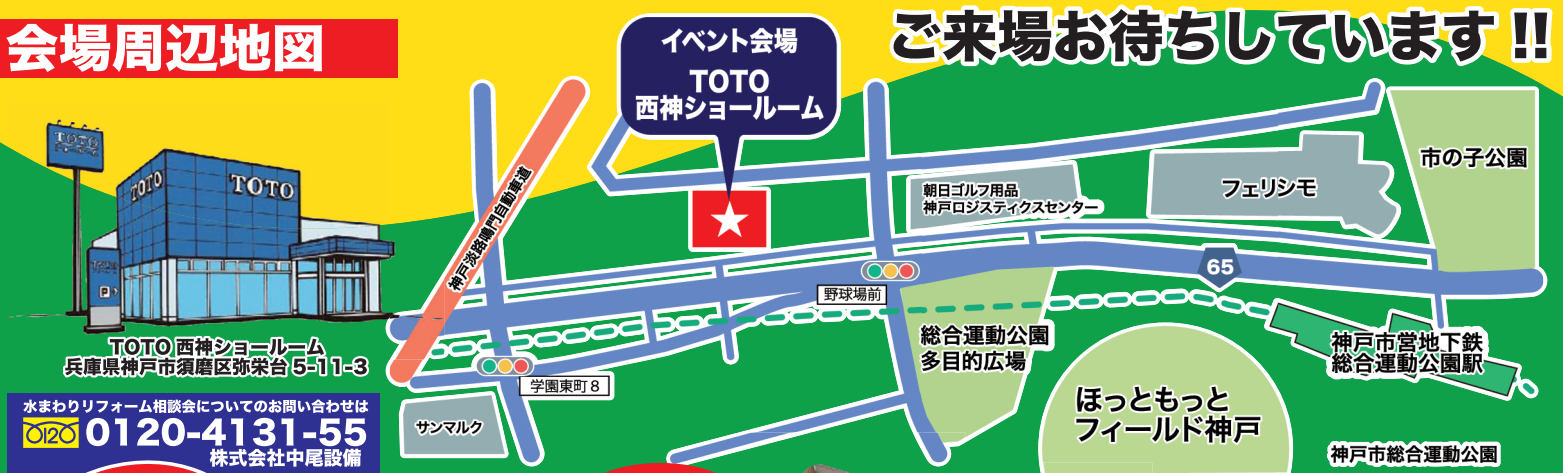 会場周辺地図
ご来場お待ちしています!!
イベント会場
TOTO
西神ショールーム
TOTO
TOTO
TOTO
TOTO
P
TOTO 西神ショールーム
兵庫県神戸市須磨区弥栄台 5-11-3
水まわりリフォーム相談会についてのお問い合わせは
0120
0120-4131-55
株式会社中尾設備
神戸淡路鳴門自動車道
朝日ゴルフ用品
神戸ロジスティクスセンター
フェリシモ
市の子公園
65
野球場前
学園東町8
サンマルク
総合運動公園
多目的広場
ほっともっと
フィールド神戸
神戸市営地下鉄
総合運動公園駅
神戸市総合運動公園